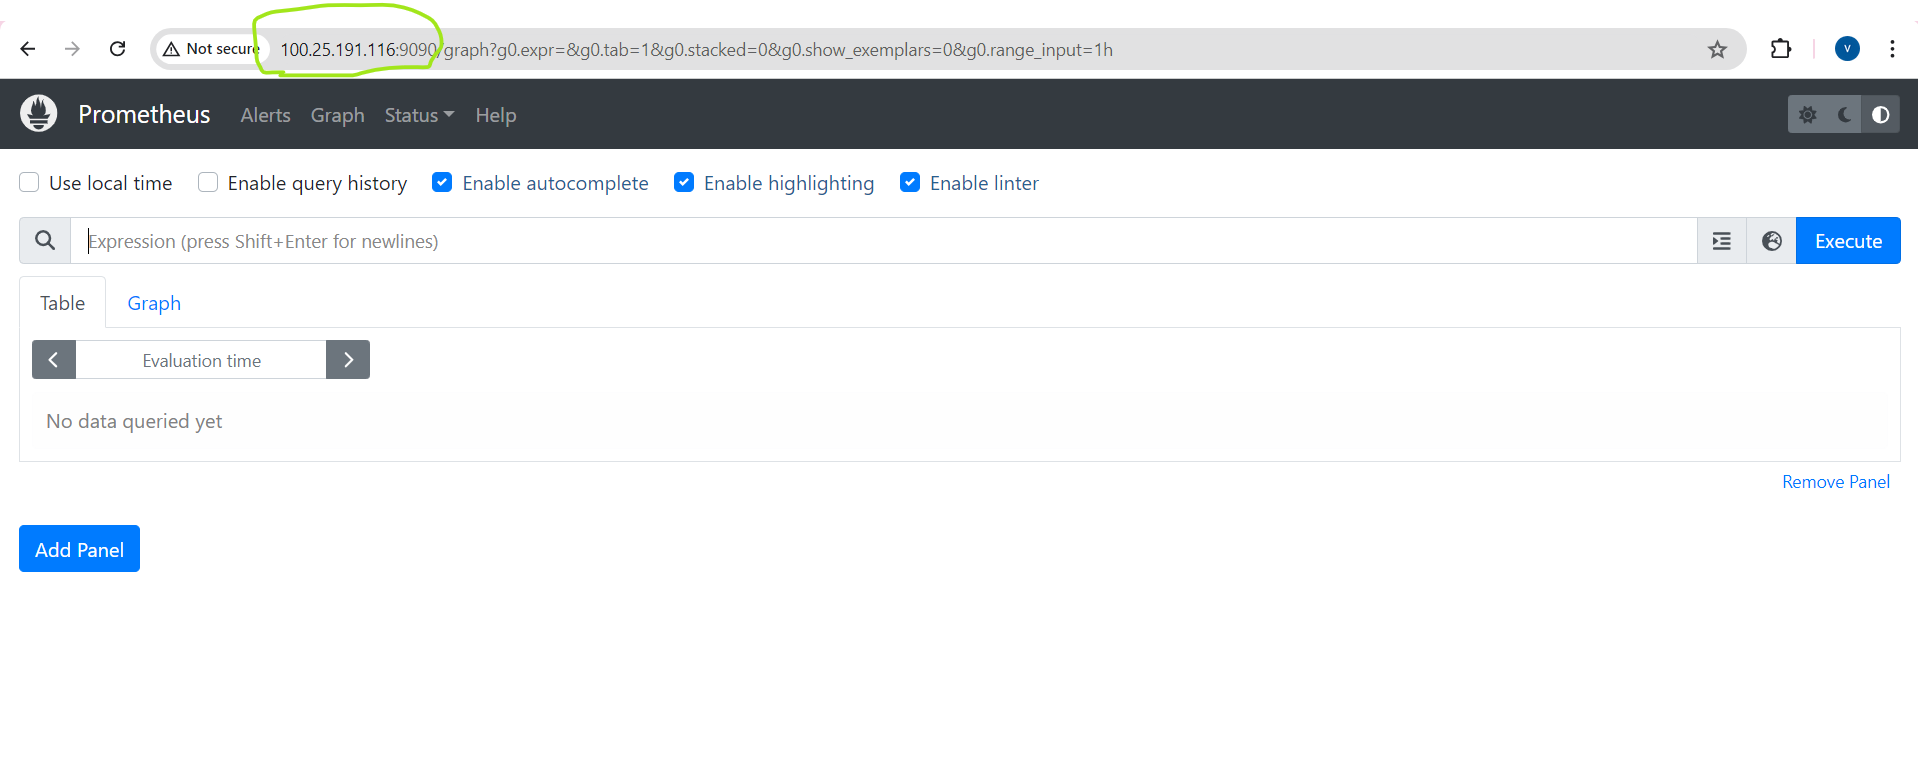 Not secure 100.25.191.116:9090/graph?g0.expr=&g0.tab=1&g0.stacked=0&g0.show_exemplars=0&g0.range_input=1h
V
Prometheus Alerts Graph Status Help
Use local time Enable query history Enable autocomplete Enable highlighting Enable linter
Expression (press Shift+Enter for newlines) Execute
Table Graph
Evaluation time
No data queried yet
Remove Panel
Add Panel